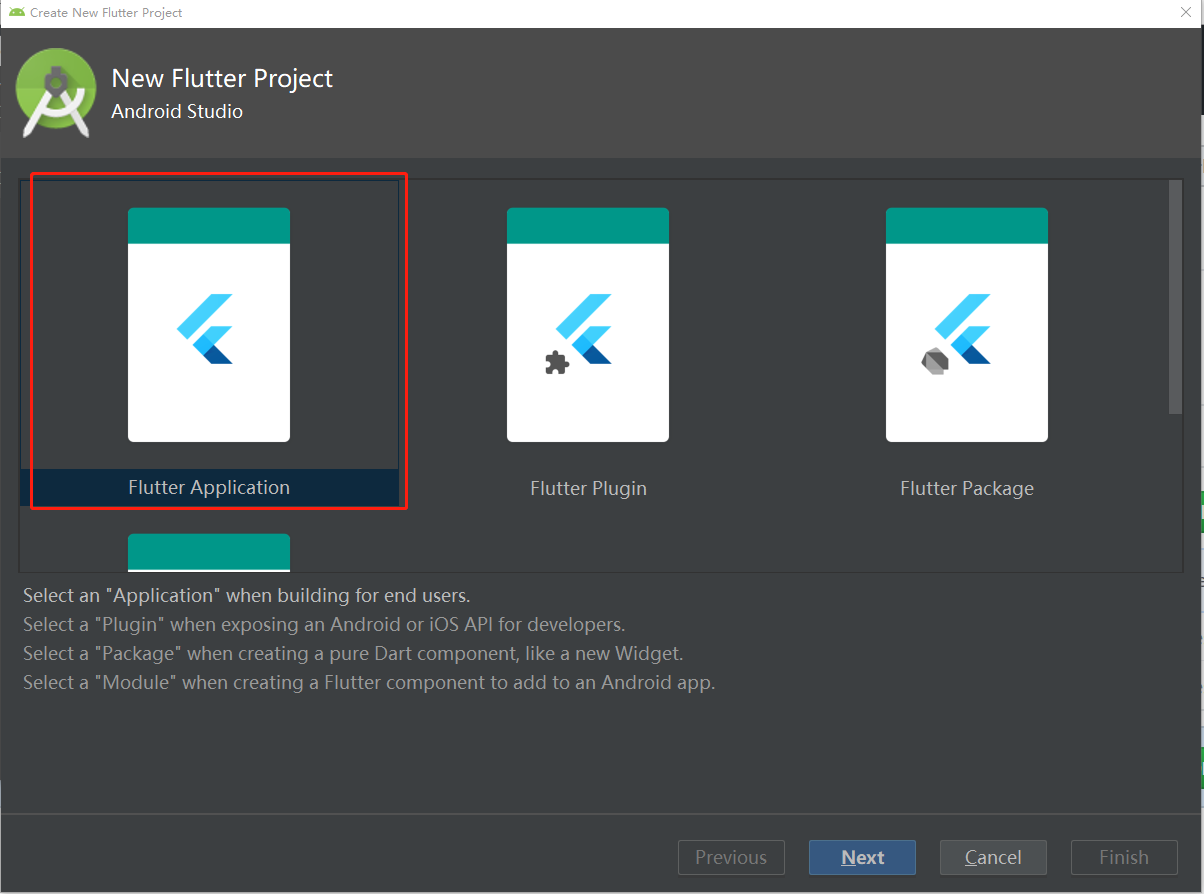 Create New Flutter Project
New Flutter Project
Android Studio
Flutter Application
Flutter Plugin
Flutter Package
Select an "Application" when building for end users.
Select a "Plugin" when exposing an Android or iOS API for developers.
Select a "Package" when creating a pure Dart component, like a new Widget.
Select a "Module" when creating a Flutter component to add to an Android app.
Previous
Next
Cancel
Finish